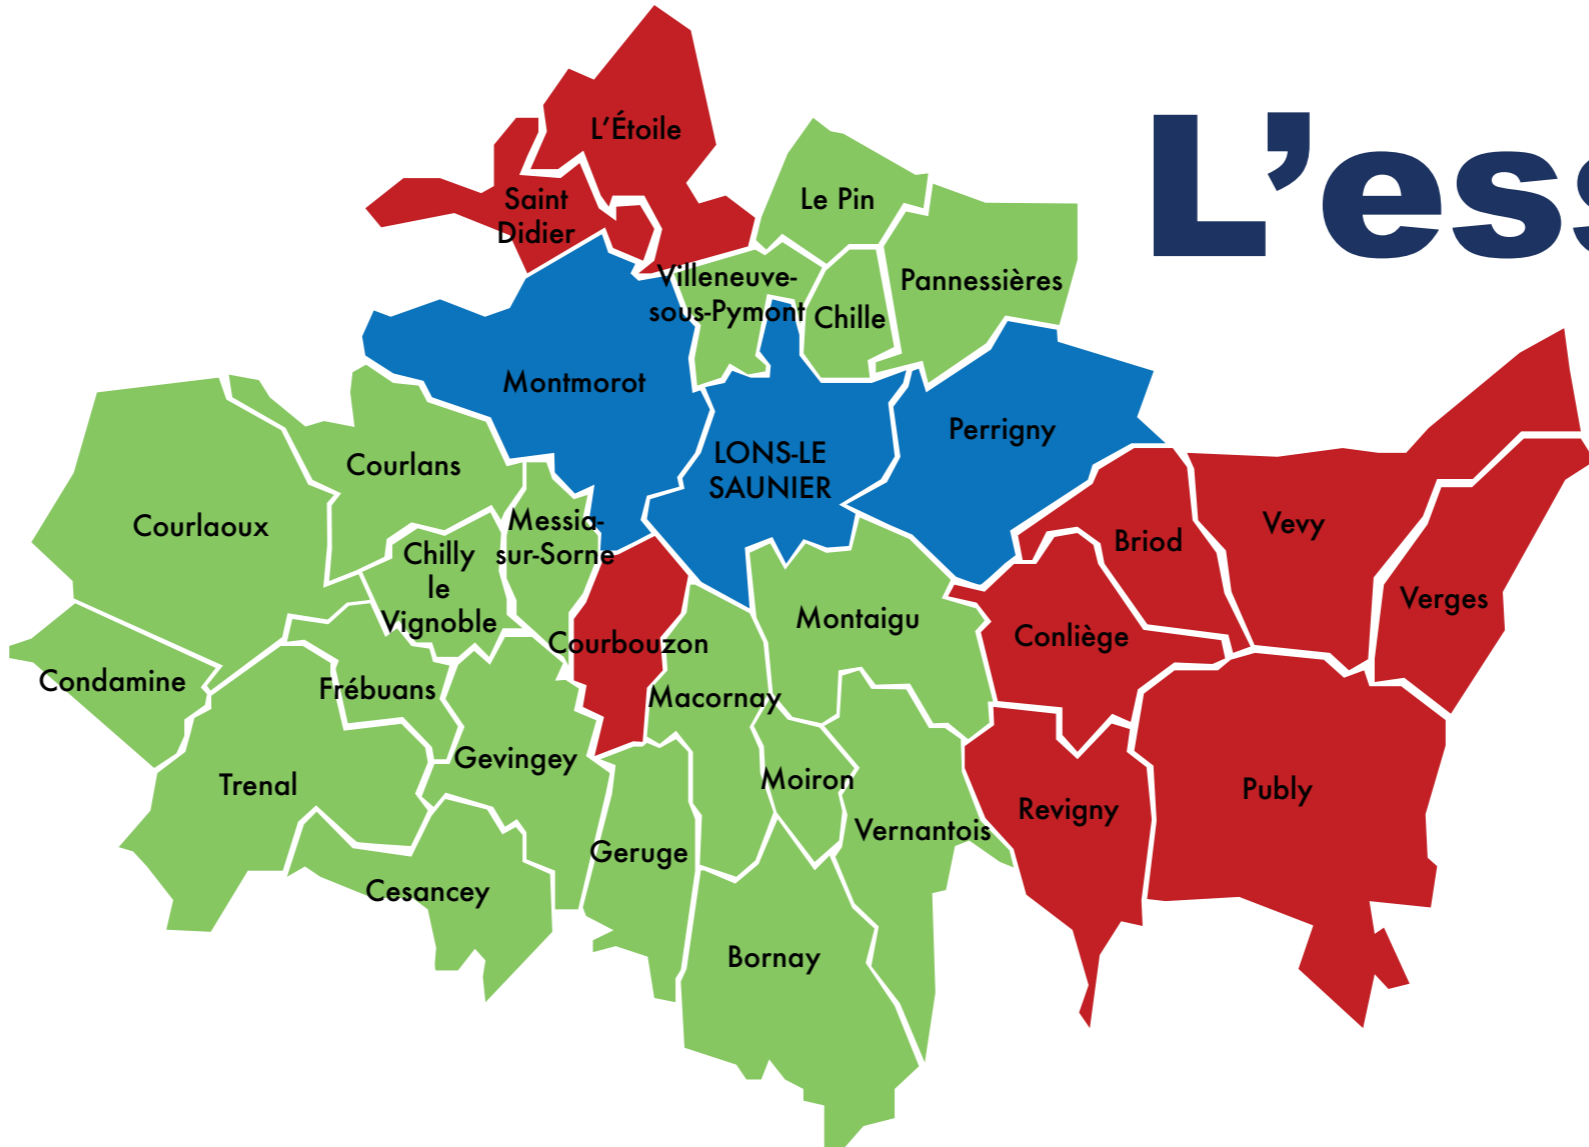 L'Étoile
L'ess
Saint
Didier
Le Pin
Villeneuve-
sous-Pymont
Chille
Pannessières
Montmorot
Perrigny
LONS-LE
SAUNIER
Courlans
Courlaoux
Messia-
sur-Sorne
Chilly
le
Vignoble
Briod
Vevy
Verges
Montaigu
Conliège
Courbouzon
Condamine
Frébuans
Macornay
Gevingey
Moiron
Trenal
Vernantois
Revigny
Publy
Geruge
Cesancey
Bornay